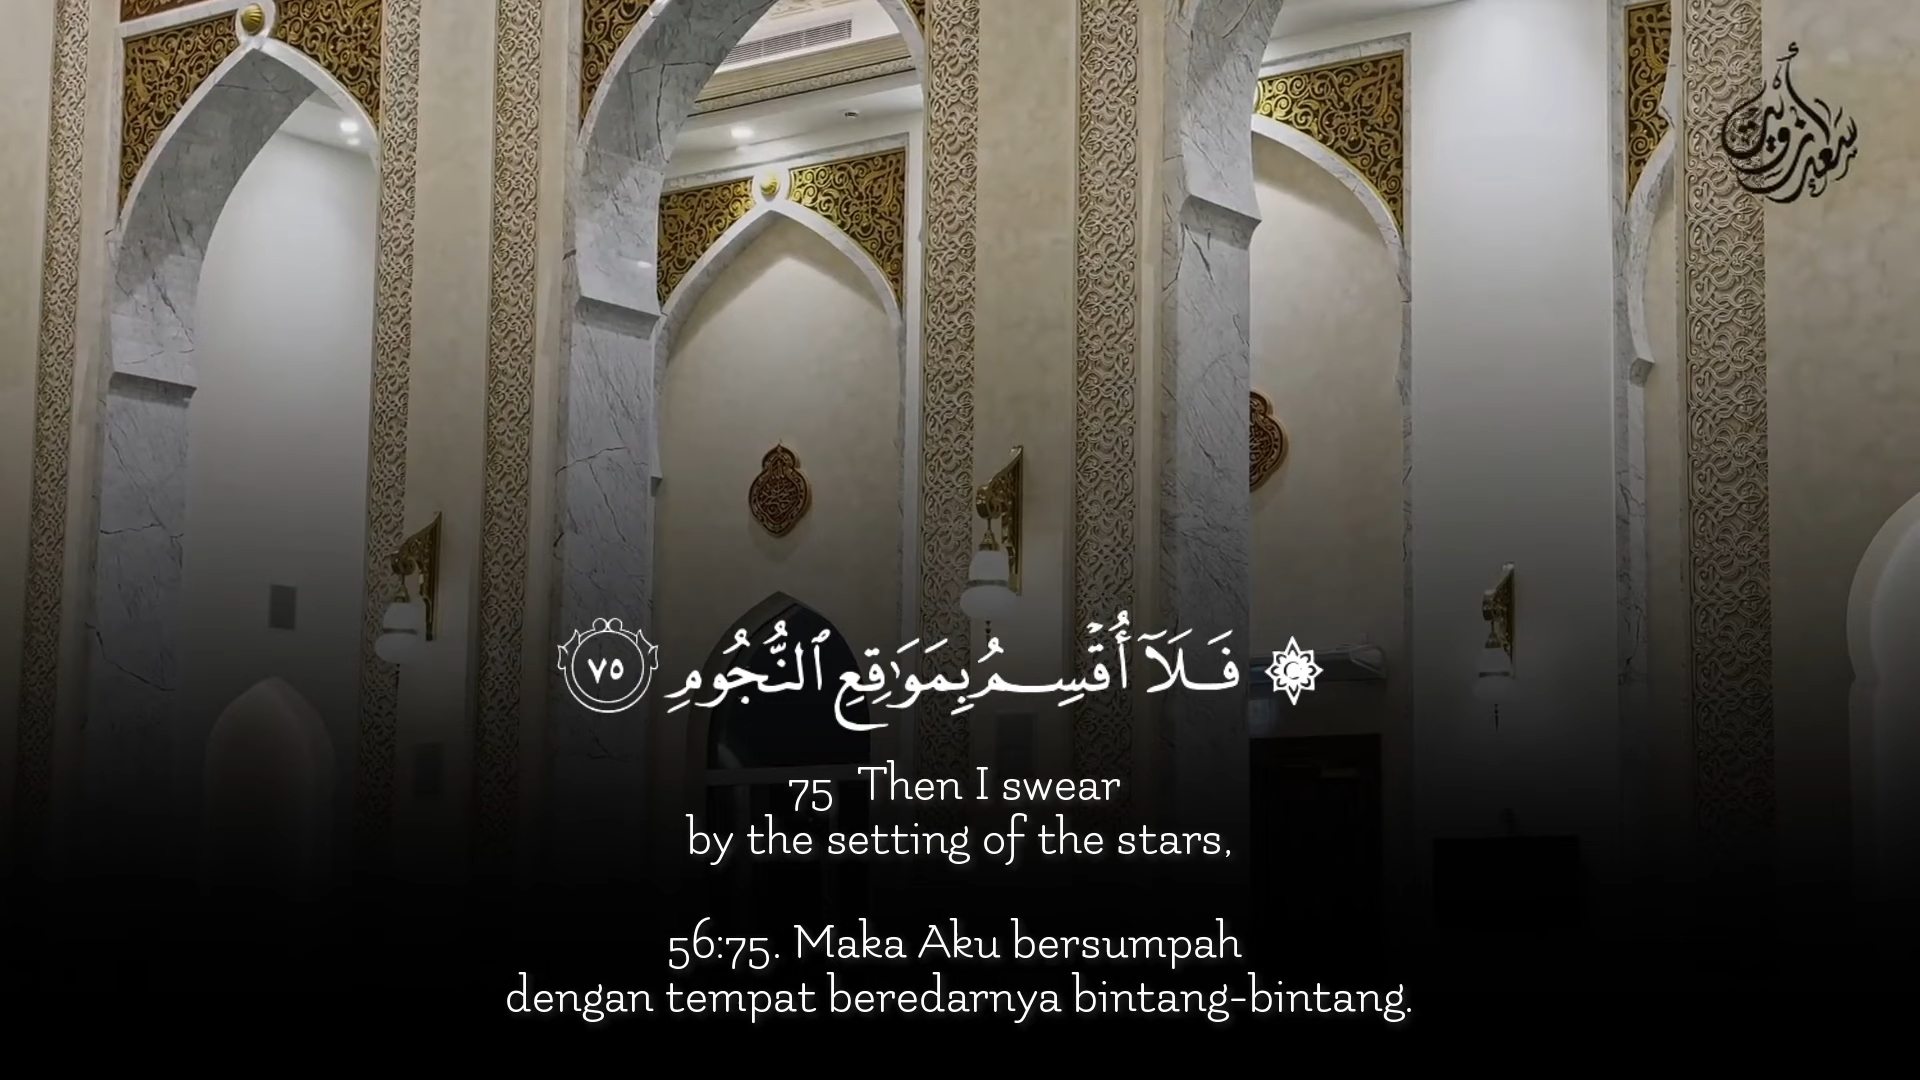 ۞ فَلَآ أُقْسِمُ بِمَوَٰقِعِ ٱلنُّجُومِ ٧٥
75 Then I swear
by the setting of the stars,
56:75. Maka Aku bersumpah
dengan tempat beredarnya bintang-bintang.